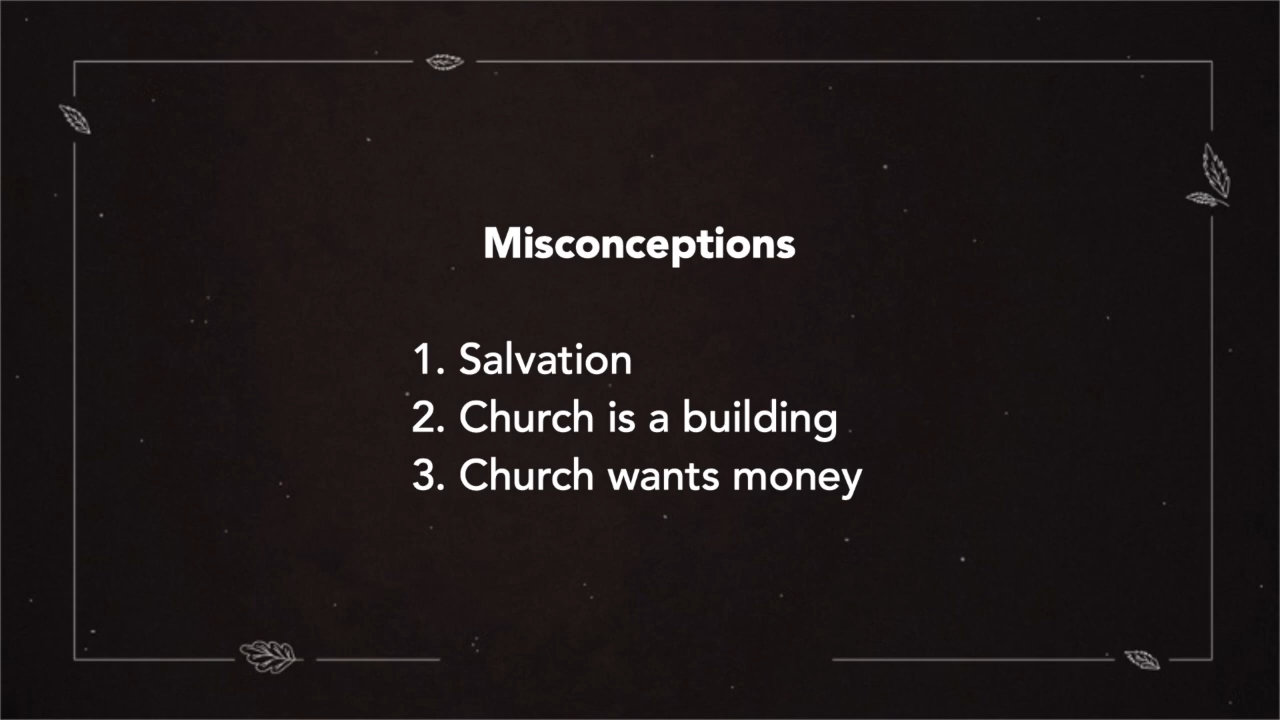 Misconceptions
1. Salvation
2. Church is a building
3. Church wants money